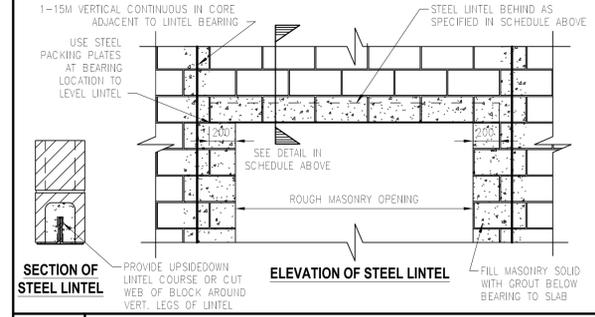 1-15M VERTICAL CONTINUOUS IN CORE
ADJACENT TO LINTEL BEARING
STEEL LINTEL BEHIND AS
SPECIFIED IN SCHEDULE ABOVE
USE STEEL
PACKING PLATES
AT BEARING
LOCATION TO
LEVEL LINTEL
200
200
SEE DETAIL IN
SCHEDULE ABOVE
ROUGH MASONRY OPENING
SECTION OF
STEEL LINTEL
PROVIDE UPSIDEDOWN
LINTEL COURSE OR CUT
WEB OF BLOCK AROUND
VERT. LEGS OF LINTEL
ELEVATION OF STEEL LINTEL
FILL MASONRY SOLID
WITH GROUT BELOW
BEARING TO SLAB